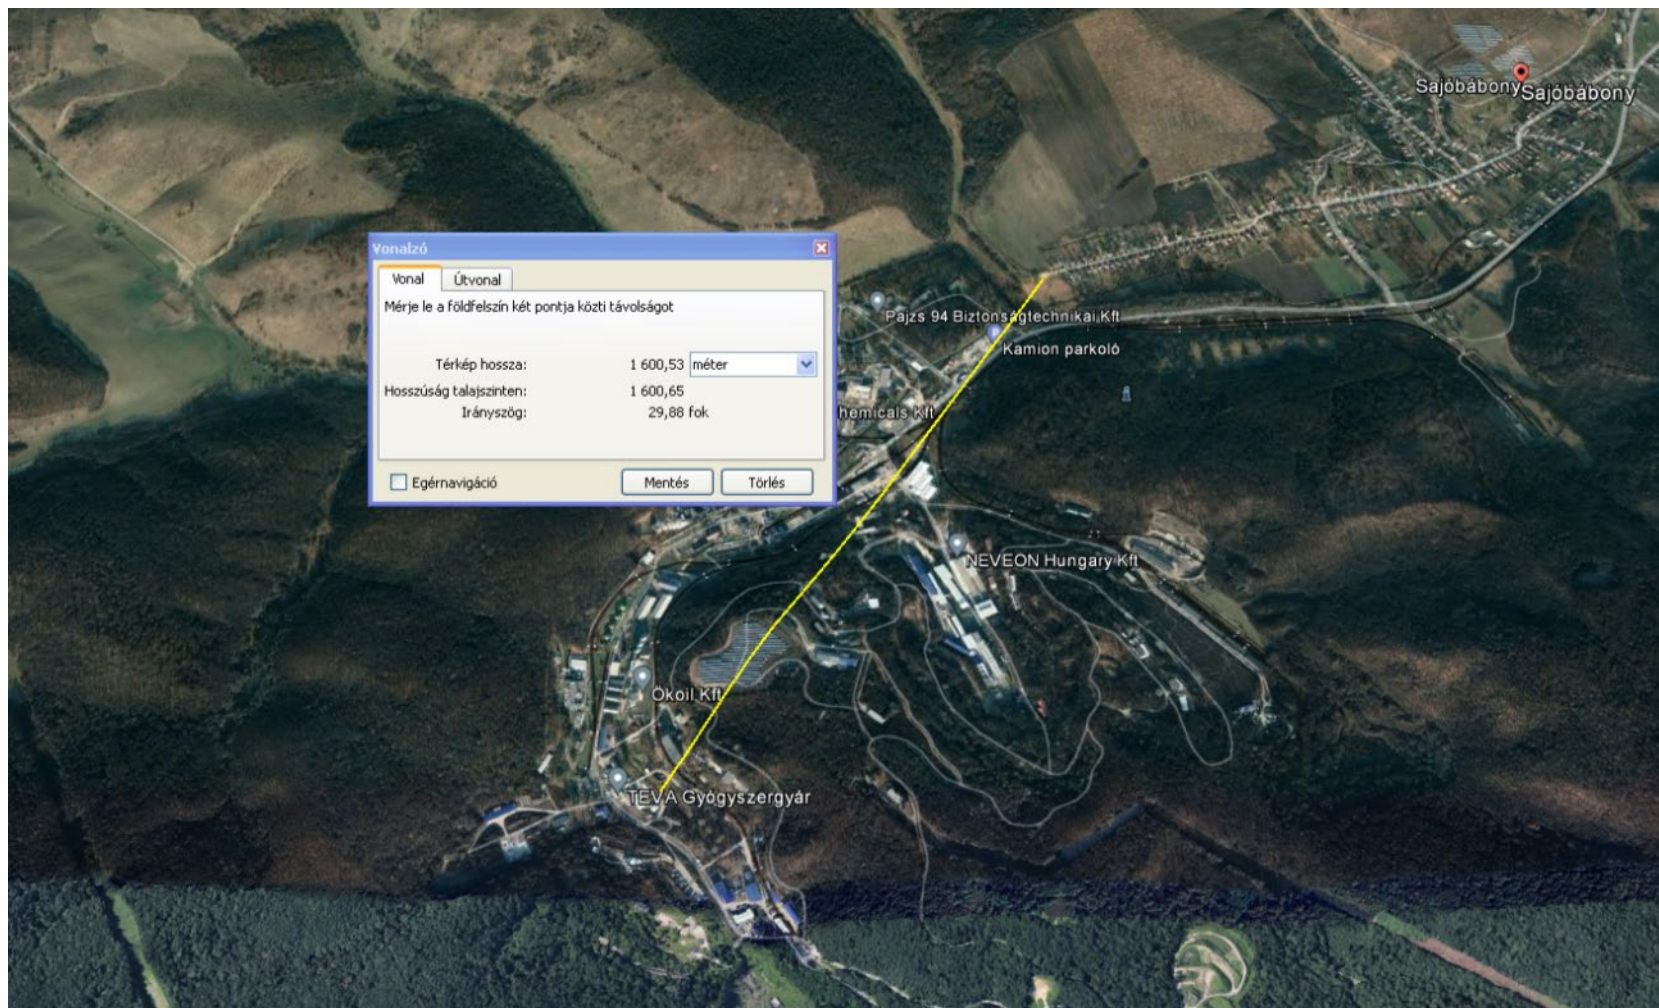 Sajóbábony
Sajóbábony
Vonalzó
Vonal
Útvonal
Mérje le a földfelszín két pontja közti távolságot
Térkép hossza: 1 600,53 méter
Hosszúság talajszinten: 1 600,65
Irányszög: 29,88 fok
Egérnavigáció
Mentés
Törlés
Pajzs 94 Biztonságtechnikai Kft
P
Kamion parkoló
hemicals Kft
NEVEON Hungary Kft
Ökoil Kft
TEVA Gyógyszergyár